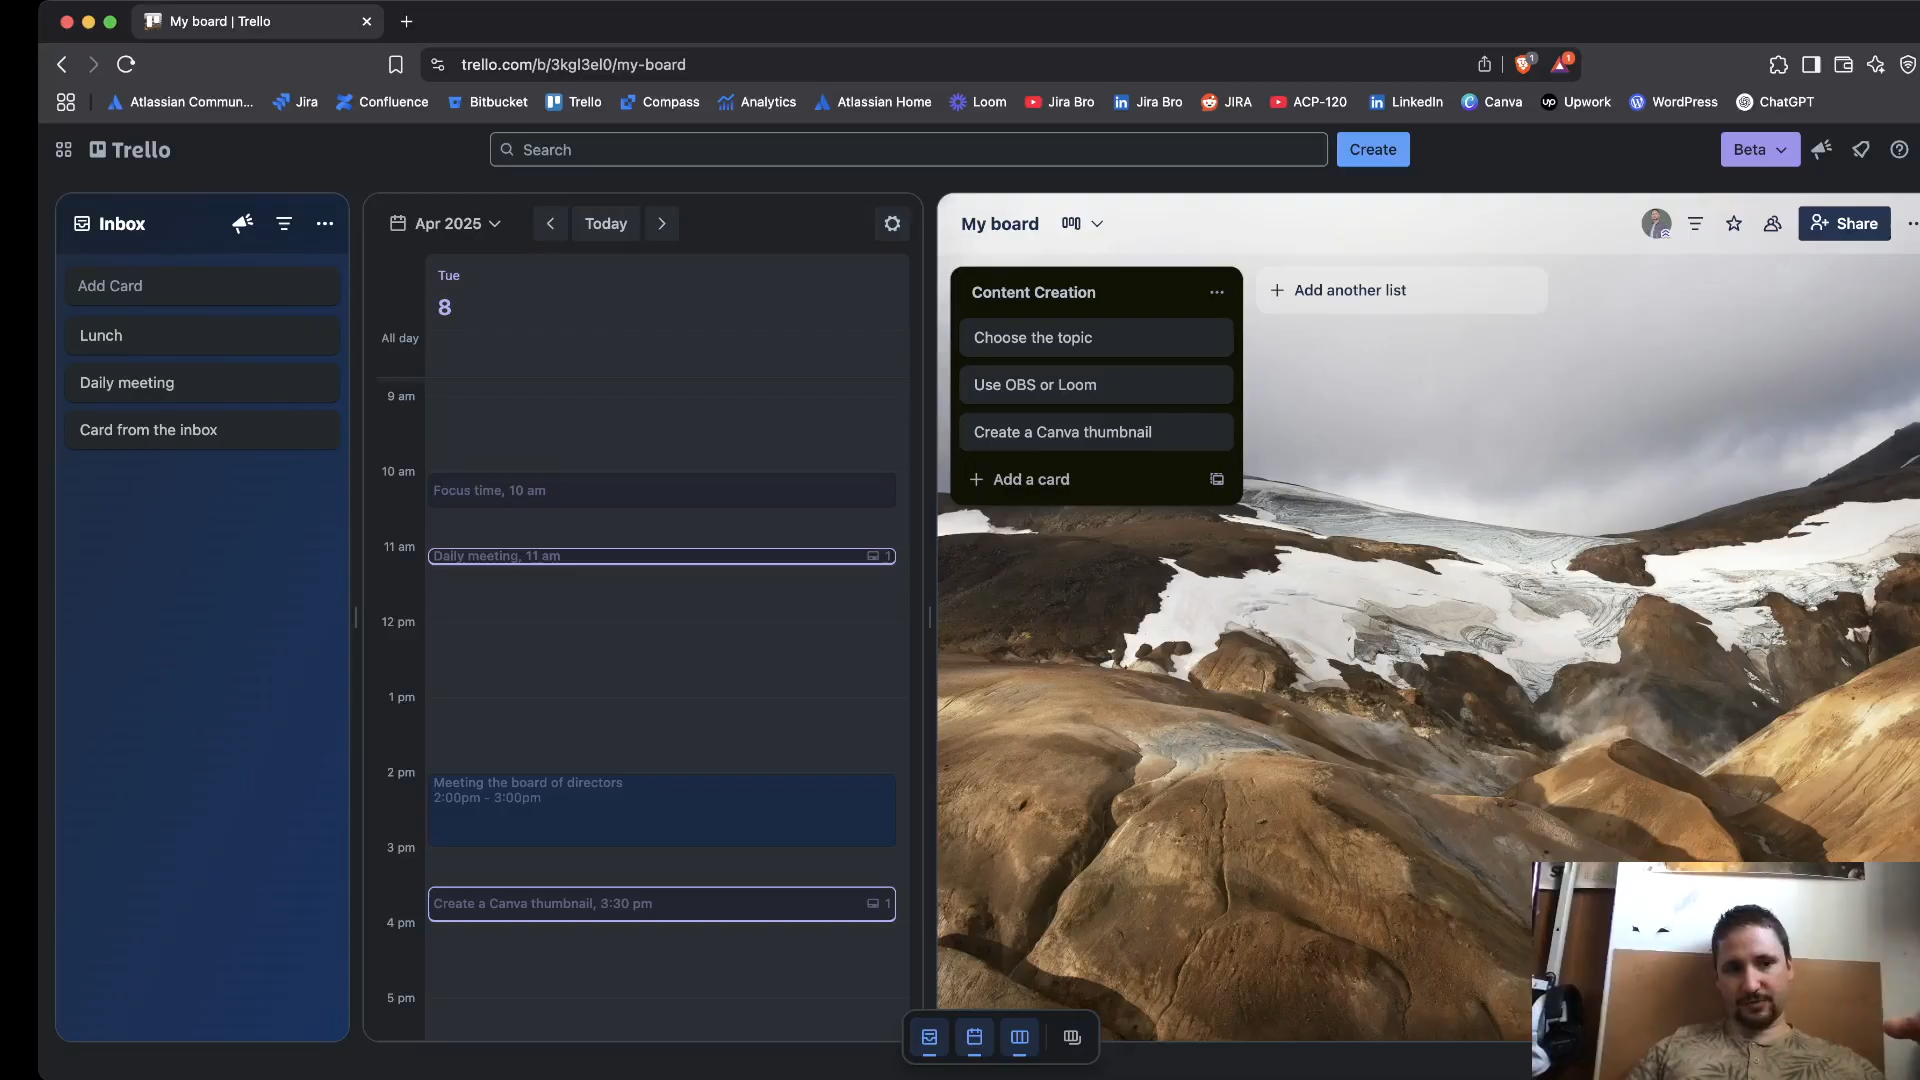 My board | Trello
trello.com/b/3kgl3el0/my-board
1
1
Atlassian Commun...
Jira
Confluence
Bitbucket
Trello
Compass
Analytics
Atlassian Home
Loom
Jira Bro
Jira Bro
JIRA
ACP-120
LinkedIn
Canva
Upwork
WordPress
ChatGPT
Trello
Search
Create
Beta
Inbox
Add Card
Lunch
Daily meeting
Card from the inbox
Apr 2025
Today
Tue
8
All day
9 am
10 am
Focus time, 10 am
11 am
Daily meeting, 11 am
1
12 pm
1 pm
2 pm
Meeting the board of directors
2:00pm - 3:00pm
3 pm
Create a Canva thumbnail, 3:30 pm
1
4 pm
5 pm
My board
Share
Content Creation
Choose the topic
Use OBS or Loom
Create a Canva thumbnail
+ Add a card
+ Add another list